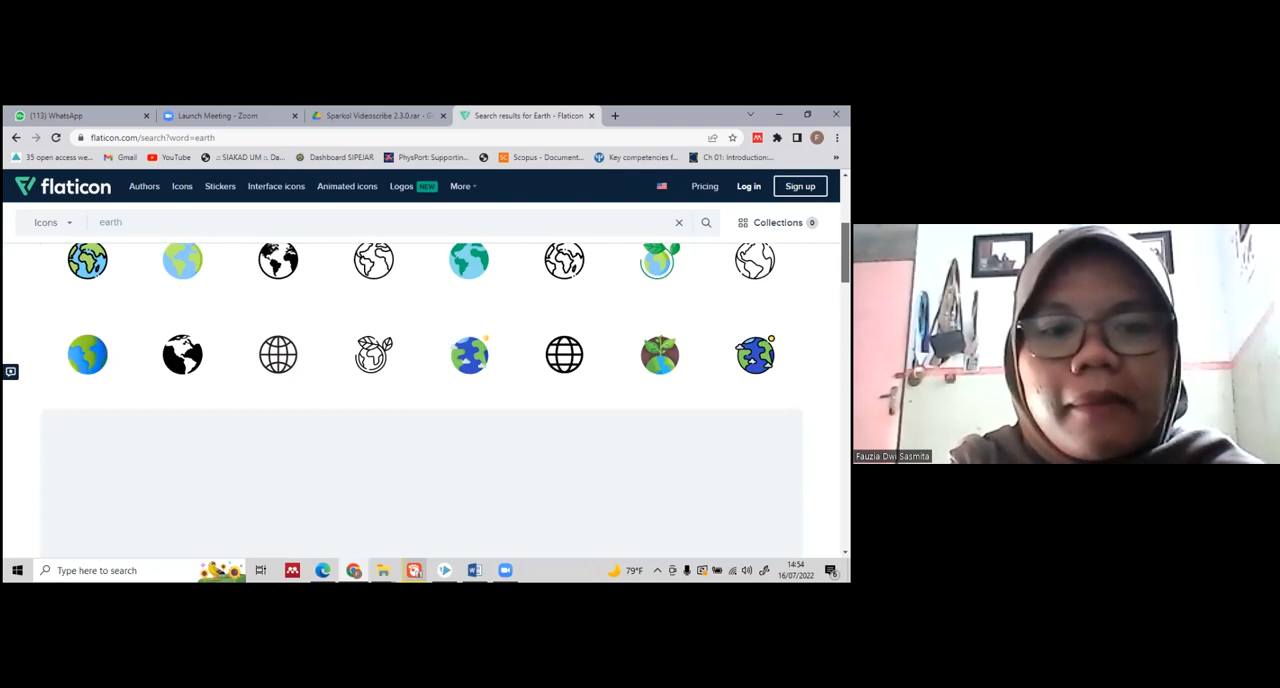 (113) WhatsApp
Launch Meeting - Zoom
Sparkol Videoscribe 2.3.0.rar - G
Search results for Earth - Flaticon
flaticon.com/search?word=earth
35 open access we...
Gmail
YouTube
:: SIAKAD UM :: Da...
Dashboard SIPEJAR
PhysPort: Supportin...
Scopus - Document...
Key competencies f...
Ch 01: Introduction:...
»
flaticon
Authors
Icons
Stickers
Interface icons
Animated icons
Logos NEW
More
Pricing
Log in
Sign up
Icons
earth
Collections 0
Fauzia Dwi Sasmita
Type here to search
79°F
14:54
16/07/2022